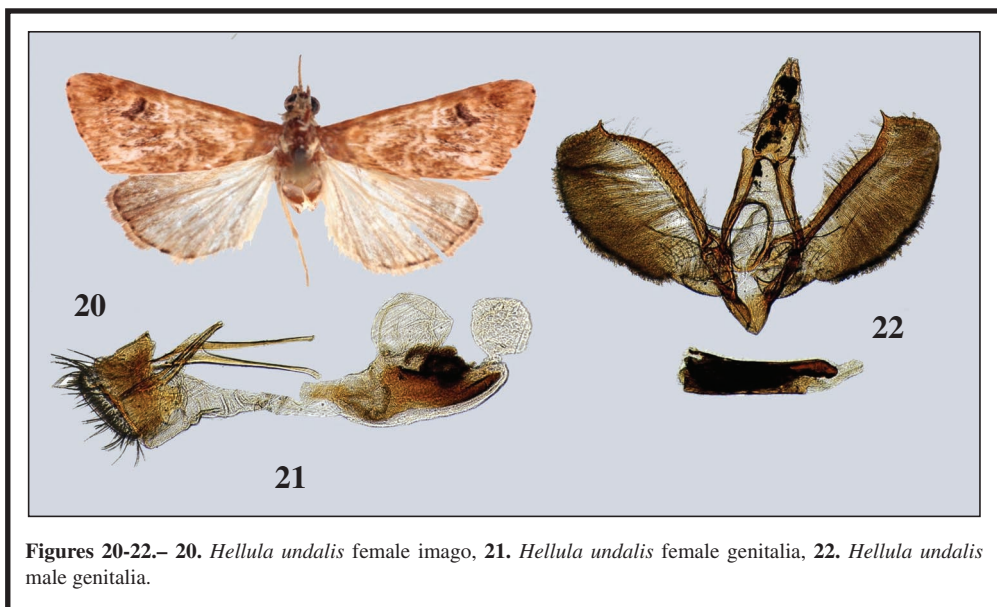 20
22
21
Figures 20-22.– 20. Hellula undalis female imago, 21. Hellula undalis female genitalia, 22. Hellula undalis
male genitalia.